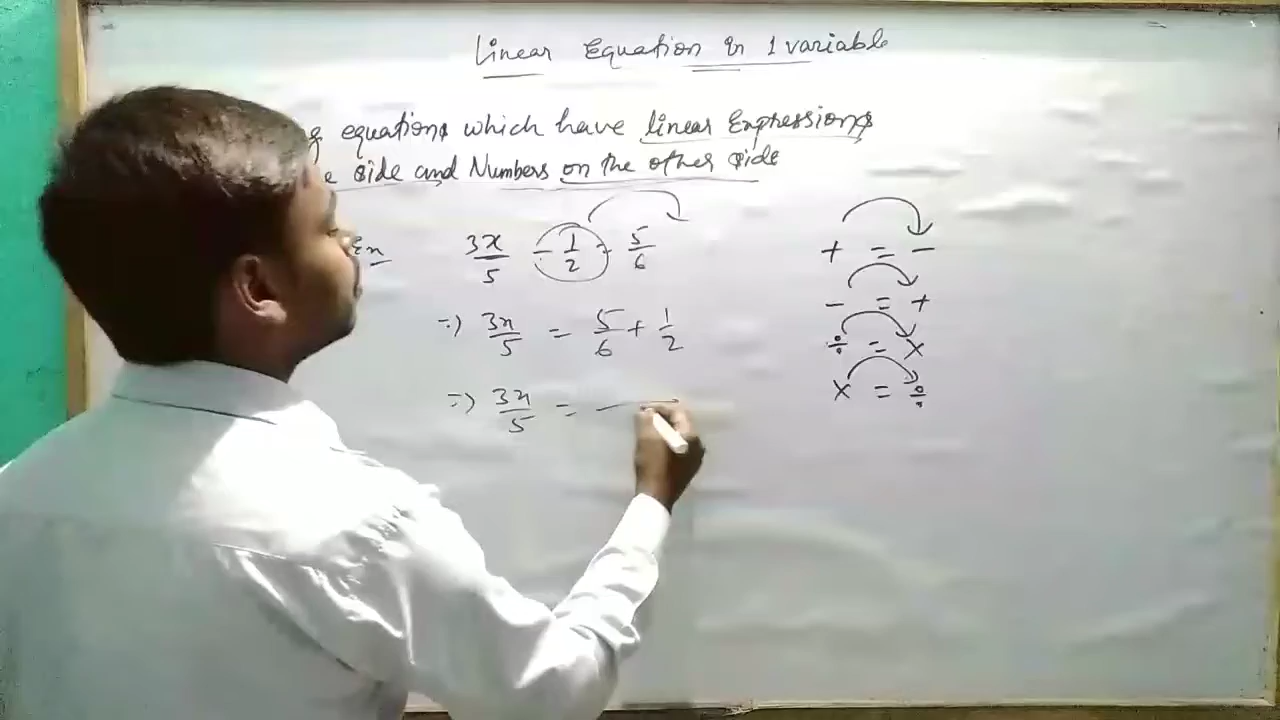 Linear Equation in 1 variable
equations which have linear Expressions
side and Numbers on the other side
Ex 3x/5 - 1/2 = 5/6
=> 3x/5 = 5/6 + 1/2
=> 3x/5 =
+ = -
- = +
÷ = ×
× = ÷